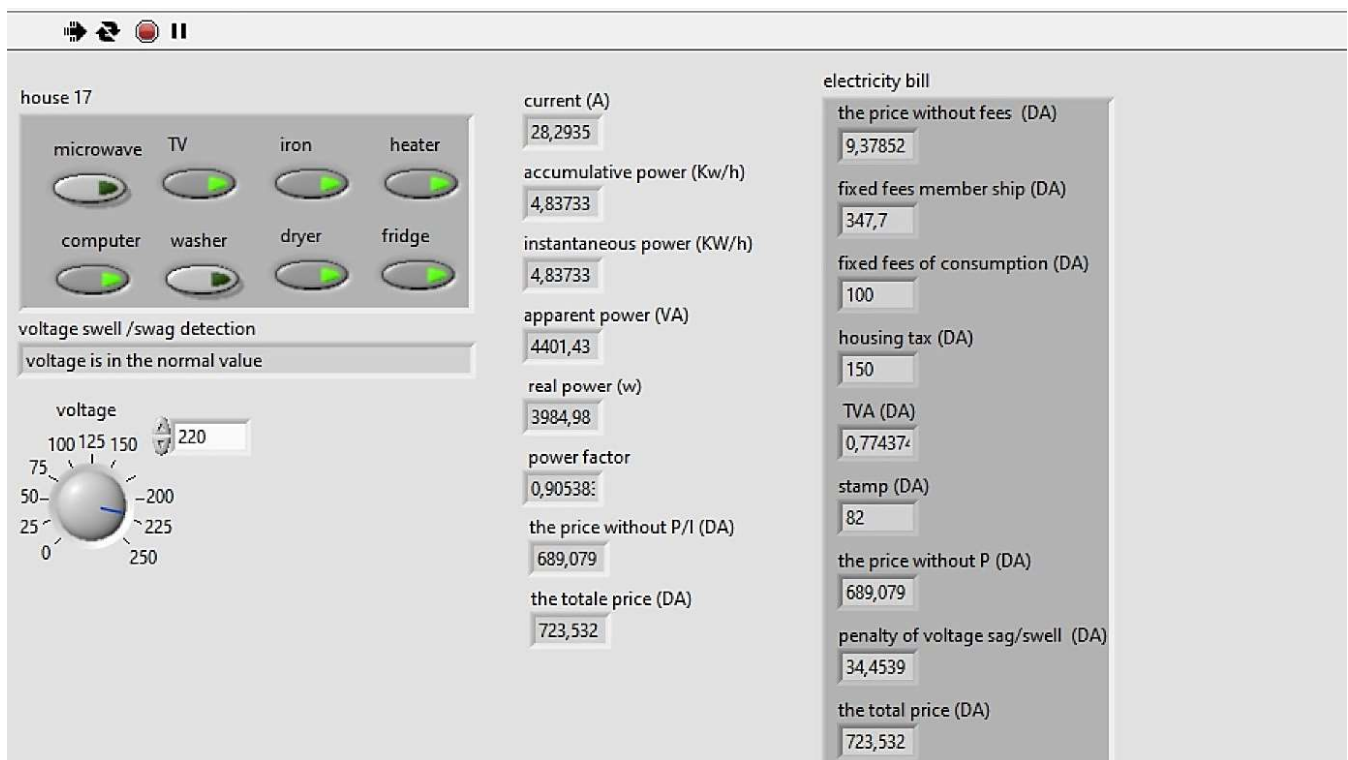 house 17
microwave TV iron heater
computer washer dryer fridge
voltage swell /swag detection
voltage is in the normal value
voltage
220
0
25
50
75
100
125
150
200
225
250
current (A)
28,2935
accumulative power (Kw/h)
4,83733
instantaneous power (KW/h)
4,83733
apparent power (VA)
4401,43
real power (w)
3984,98
power factor
0,90538
the price without P/I (DA)
689,079
the totale price (DA)
723,532
electricity bill
the price without fees (DA)
9,37852
fixed fees member ship (DA)
347,7
fixed fees of consumption (DA)
100
housing tax (DA)
150
TVA (DA)
0,77437
stamp (DA)
82
the price without P (DA)
689,079
penalty of voltage sag/swell (DA)
34,4539
the total price (DA)
723,532